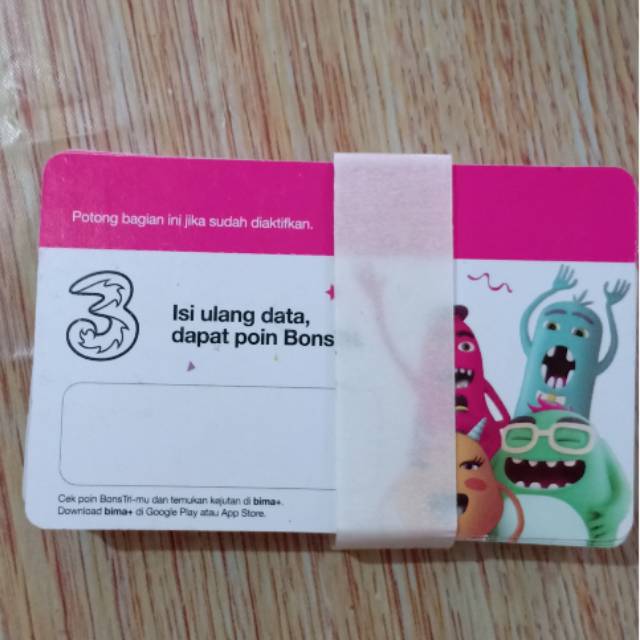 Potong bagian ini jika sudah diaktifkan.
3
Isi ulang data,
dapat poin Bons
Cek poin BonsTri-mu dan temukan kejutan di bima+.
Download bima+ di Google Play atau App Store.